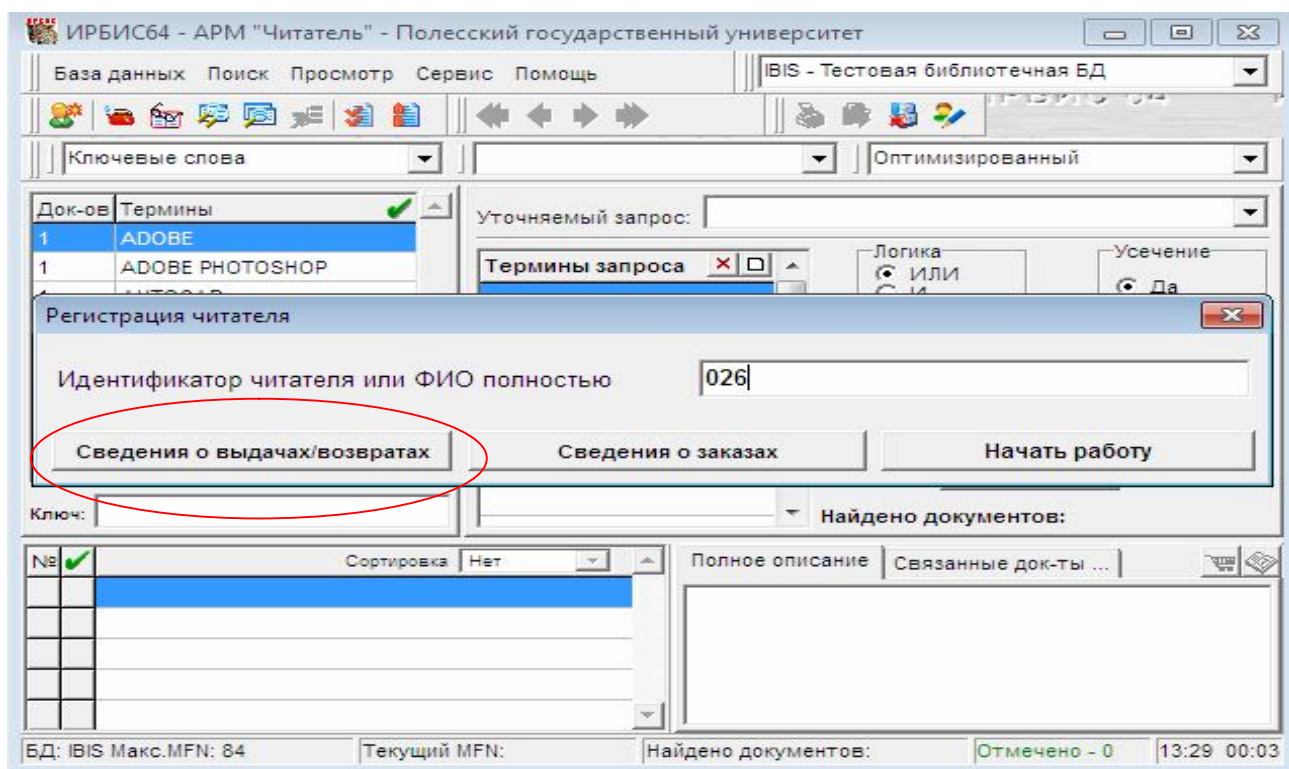 ИРБИС64 - АРМ "Читатель" - Полесский государственный университет
База данных Поиск Просмотр Сервис Помощь
IBIS - Тестовая библиотечная БД
Ключевые слова
Оптимизированный
Док-ов Термины
Уточняемый запрос:
1 ADOBE
1 ADOBE PHOTOSHOP
Термины запроса
Логика
ИЛИ
И
Усечение
Да
Регистрация читателя
Идентификатор читателя или ФИО полностью
026
Сведения о выдачах/возвратах
Сведения о заказах
Начать работу
Ключ:
Найдено документов:
№ Сортировка Нет
Полное описание
Связанные док-ты ...
БД: IBIS Макс.MFN: 84
Текущий MFN:
Найдено документов:
Отмечено - 0
13:29 00:03